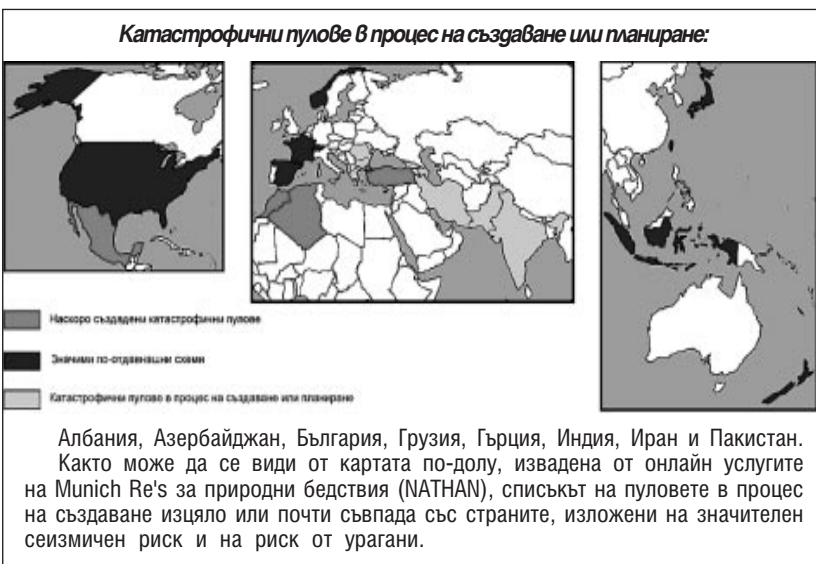 Катастрофични пулове в процес на създаване или планиране:
Наскоро създадени катастрофични пулове
Значими по-отдавнашни схеми
Катастрофични пулове в процес на създаване или планиране
Албания, Азербайджан, България, Грузия, Гърция, Индия, Иран и Пакистан.
Както може да се види от картата по-долу, извадена от онлайн услугите
на Munich Re's за природни бедствия (NATHAN), списъкът на пуловете в процес
на създаване изцяло или почти съвпада със страните, изложени на значителен
сеизмичен риск и на риск от урагани.